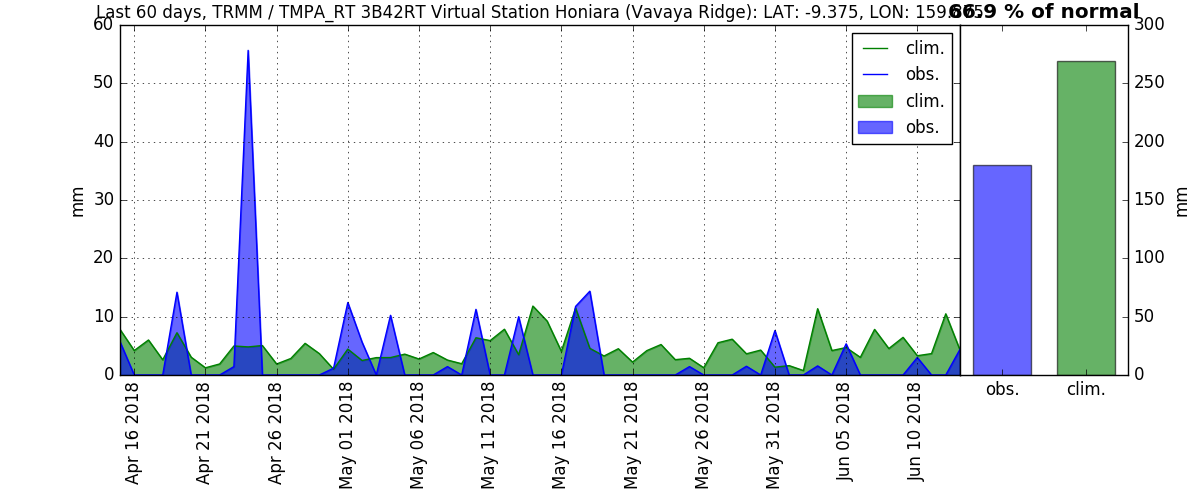 Last 60 days, TRMM / TMPA_RT 3B42RT Virtual Station Honiara (Vavaya Ridge): LAT: -9.375, LON:
% of normal
60
50
40
30
20
10
0
mm
clim.
obs.
clim.
obs.
300
250
200
150
100
50
0
mm
Apr 16 2018
Apr 21 2018
Apr 26 2018
May 01 2018
May 06 2018
May 11 2018
May 16 2018
May 21 2018
May 26 2018
May 31 2018
Jun 05 2018
Jun 10 2018
obs.
clim.